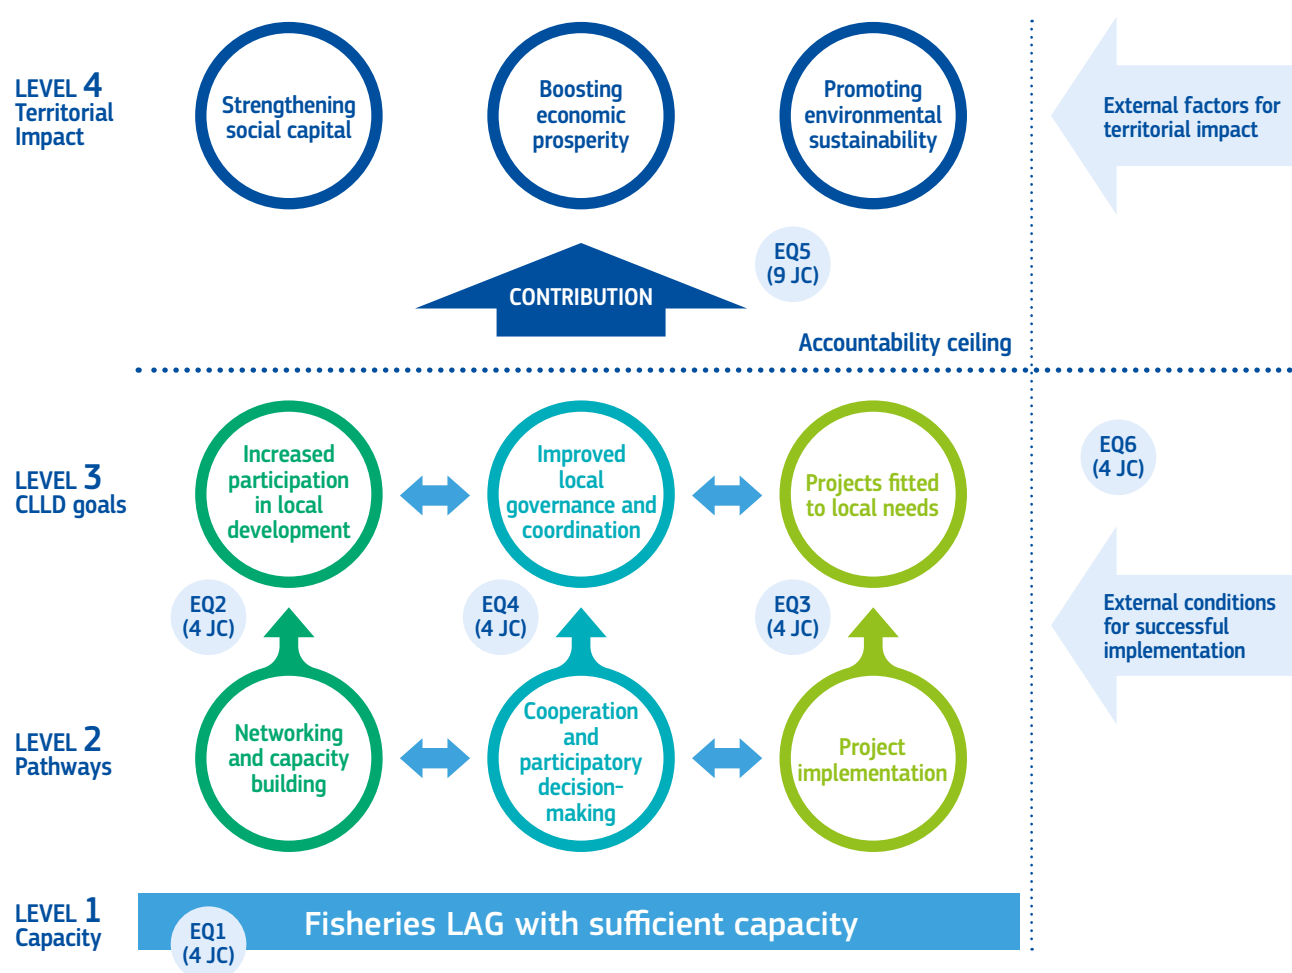 LEVEL 4
Territorial
Impact
Strengthening
social capital
Boosting
economic
prosperity
Promoting
environmental
sustainability
External factors for
territorial impact
EQ5
(9 JC)
CONTRIBUTION
Accountability ceiling
LEVEL 3
CLLD goals
Increased
participation
in local
development
Improved
local
governance and
coordination
Projects fitted
to local needs
EQ6
(4 JC)
EQ2
(4 JC)
EQ4
(4 JC)
EQ3
(4 JC)
External conditions
for successful
implementation
LEVEL 2
Pathways
Networking
and capacity
building
Cooperation
and
participatory
decision-
making
Project
implementation
LEVEL 1
Capacity
EQ1
(4 JC)
Fisheries LAG with sufficient capacity